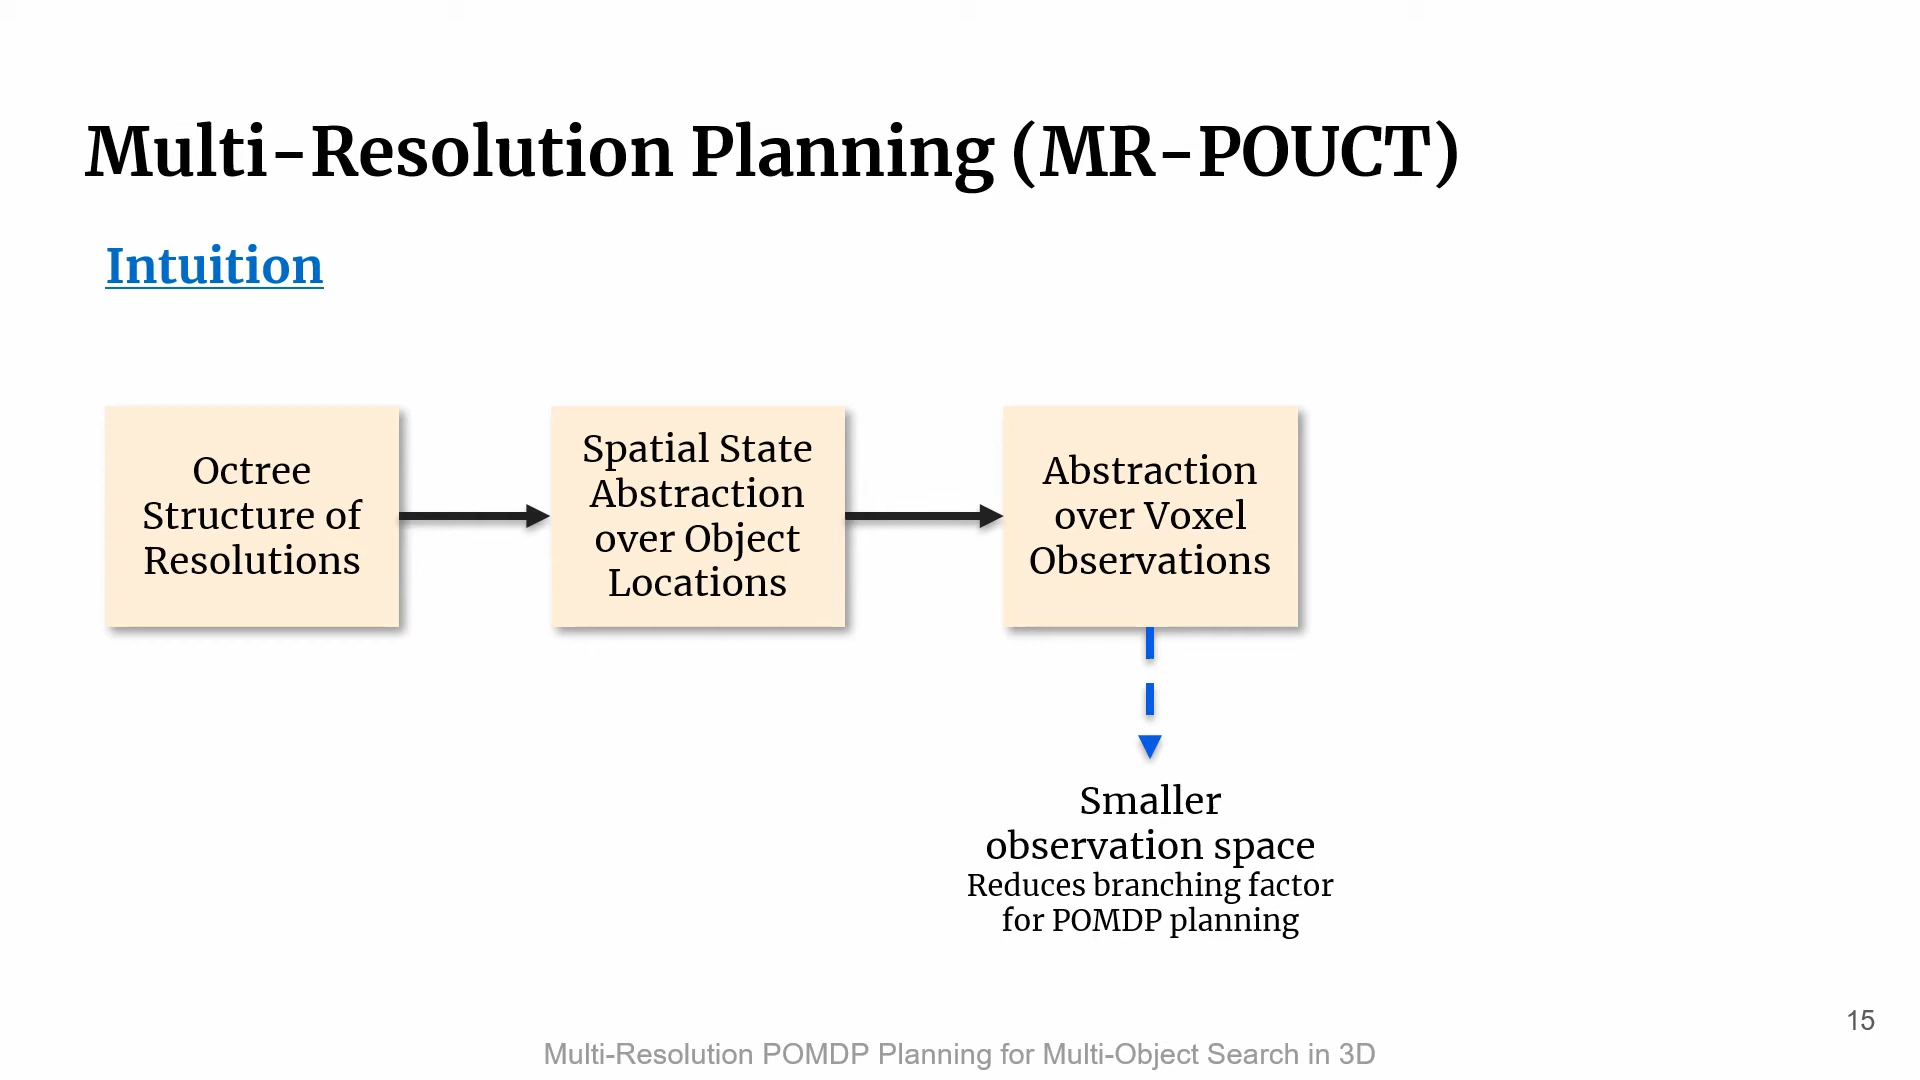 Multi-Resolution Planning (MR-POUCT)
Intuition
Octree
Structure of
Resolutions
Spatial State
Abstraction
over Object
Locations
Abstraction
over Voxel
Observations
Smaller
observation space
Reduces branching factor
for POMDP planning
15
Multi-Resolution POMDP Planning for Multi-Object Search in 3D